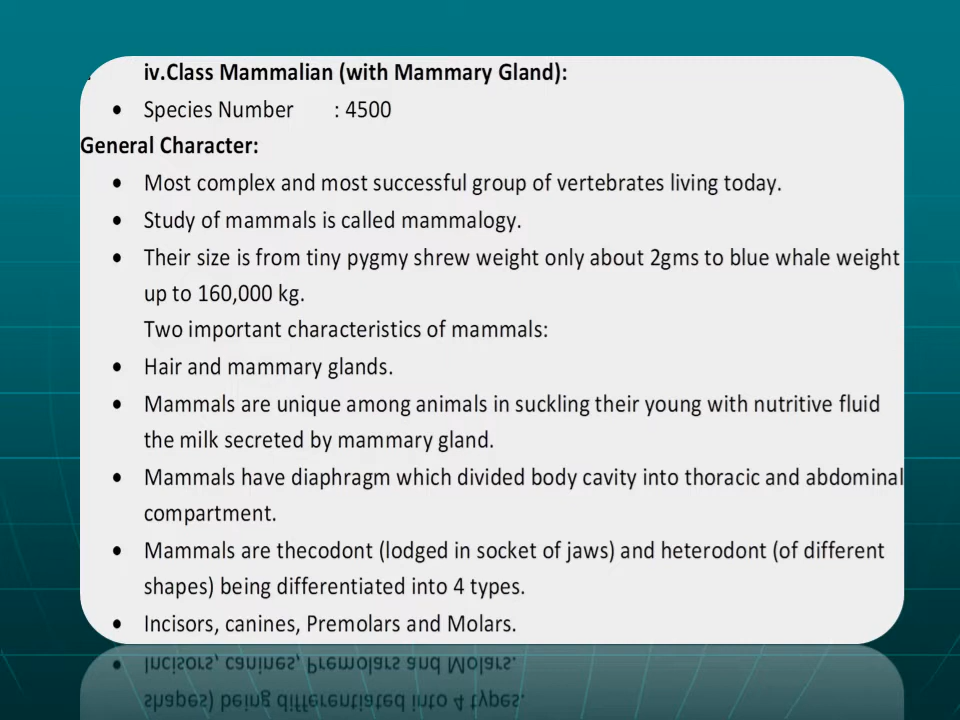 iv.Class Mammalian (with Mammary Gland):
• Species Number : 4500
General Character:
• Most complex and most successful group of vertebrates living today.
• Study of mammals is called mammalogy.
• Their size is from tiny pygmy shrew weight only about 2gms to blue whale weight
up to 160,000 kg.
Two important characteristics of mammals:
• Hair and mammary glands.
• Mammals are unique among animals in suckling their young with nutritive fluid
the milk secreted by mammary gland.
• Mammals have diaphragm which divided body cavity into thoracic and abdominal
compartment.
• Mammals are thecodont (lodged in socket of jaws) and heterodont (of different
shapes) being differentiated into 4 types.
• Incisors, canines, Premolars and Molars.